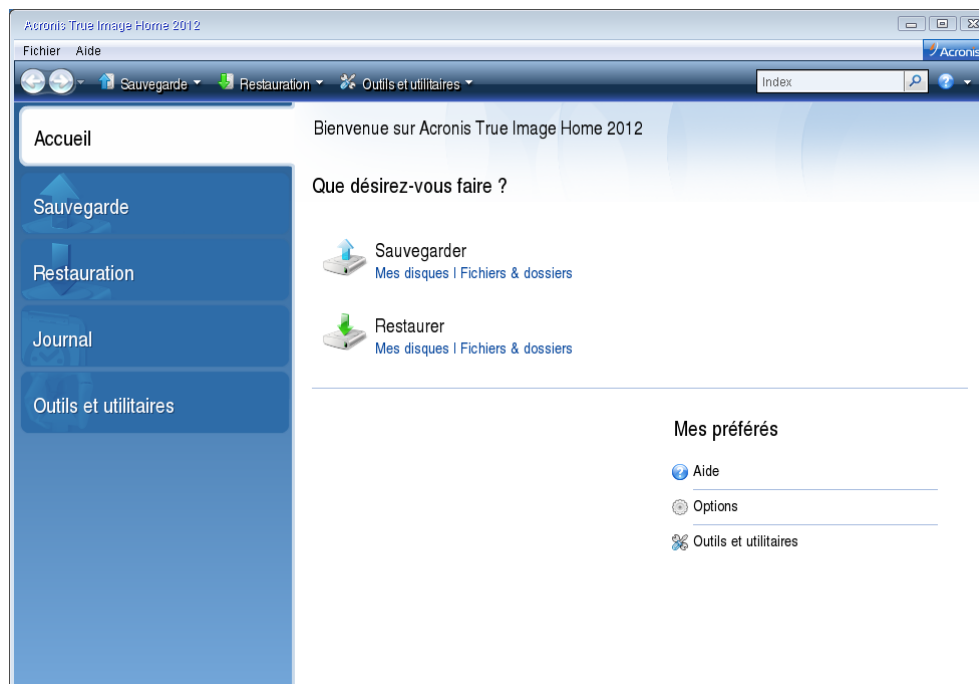 Acronis True Image Home 2012
Fichier Aide
Acronis
Sauvegarde Restauration Outils et utilitaires Index
Accueil
Sauvegarde
Restauration
Journal
Outils et utilitaires
Bienvenue sur Acronis True Image Home 2012
Que désirez-vous faire ?
Sauvegarder
Mes disques | Fichiers & dossiers
Restaurer
Mes disques | Fichiers & dossiers
Mes préférés
Aide
Options
Outils et utilitaires